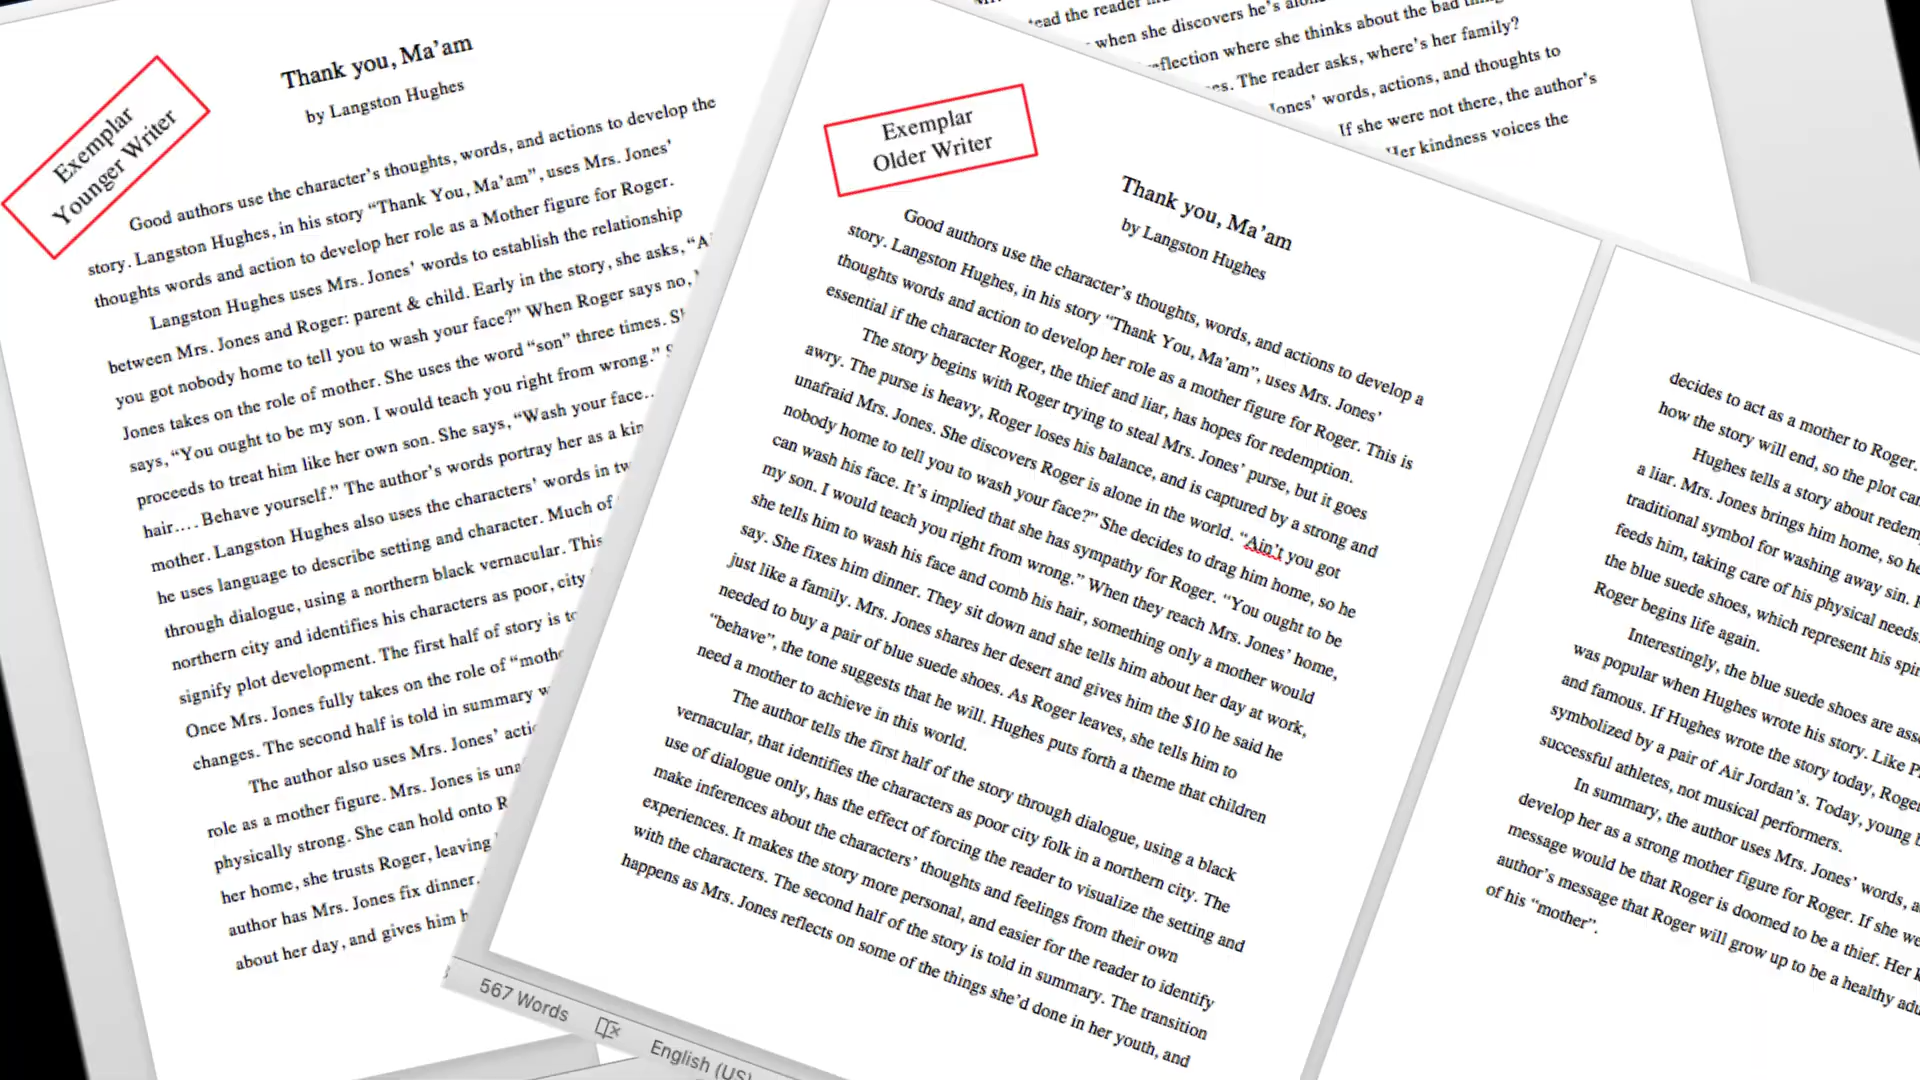 Exemplar
Younger Writer
Thank you, Ma’am
by Langston Hughes
Good authors use the character’s thoughts, words, and actions to develop the
story. Langston Hughes, in his story “Thank You, Ma’am”, uses Mrs. Jones’
thoughts words and action to develop her role as a Mother figure for Roger.
Langston Hughes uses Mrs. Jones’ words to establish the relationship
between Mrs. Jones and Roger: parent & child. Early in the story, she asks, “A
you got nobody home to tell you to wash your face?” When Roger says no,
Jones takes on the role of mother. She uses the word “son” three times. S
says, “You ought to be my son. I would teach you right from wrong.”
proceeds to treat him like her own son. She says, “Wash your face..
hair.... Behave yourself.” The author’s words portray her as a kin
mother. Langston Hughes also uses the characters’ words in tw
he uses language to describe setting and character. Much of
through dialogue, using a northern black vernacular. This
northern city and identifies his characters as poor, city
signify plot development. The first half of story is to
Once Mrs. Jones fully takes on the role of “moth
changes. The second half is told in summary w
The author also uses Mrs. Jones’ acti
role as a mother figure. Mrs. Jones is una
physically strong. She can hold onto R
her home, she trusts Roger, leaving
author has Mrs. Jones fix dinner,
about her day, and gives him h
Exemplar
Older Writer
Thank you, Ma’am
by Langston Hughes
Good authors use the character’s thoughts, words, and actions to develop a
story. Langston Hughes, in his story “Thank You, Ma’am”, uses Mrs. Jones’
thoughts words and action to develop her role as a mother figure for Roger. This is
essential if the character Roger, the thief and liar, has hopes for redemption.
The story begins with Roger trying to steal Mrs. Jones’ purse, but it goes
awry. The purse is heavy, Roger loses his balance, and is captured by a strong and
unafraid Mrs. Jones. She discovers Roger is alone in the world. “Ain’t you got
nobody home to tell you to wash your face?” She decides to drag him home, so he
can wash his face. It’s implied that she has sympathy for Roger. “You ought to be
my son. I would teach you right from wrong.” When they reach Mrs. Jones’ home,
she tells him to wash his face and comb his hair, something only a mother would
say. She fixes him dinner. They sit down and she tells him about her day at work,
just like a family. Mrs. Jones shares her desert and gives him the $10 he said he
needed to buy a pair of blue suede shoes. As Roger leaves, she tells him to
“behave”, the tone suggests that he will. Hughes puts forth a theme that children
need a mother to achieve in this world.
The author tells the first half of the story through dialogue, using a black
vernacular, that identifies the characters as poor city folk in a northern city. The
use of dialogue only, has the effect of forcing the reader to visualize the setting and
make inferences about the characters’ thoughts and feelings from their own
experiences. It makes the story more personal, and easier for the reader to identify
with the characters. The second half of the story is told in summary. The transition
happens as Mrs. Jones reflects on some of the things she’d done in her youth, and
567 Words
English (US)
ead the reader
when she discovers he’s alon
eflection where she thinks about the bad thing
es. The reader asks, where’s her family?
Jones’ words, actions, and thoughts to
If she were not there, the author’s
Her kindness voices the
decides to act as a mother to Roger.
how the story will end, so the plot can
Hughes tells a story about redem
a liar. Mrs. Jones brings him home, so he
traditional symbol for washing away sin.
feeds him, taking care of his physical needs.
the blue suede shoes, which represent his spir
Roger begins life again.
Interestingly, the blue suede shoes are asso
was popular when Hughes wrote his story. Like P
and famous. If Hughes wrote the story today, Roger
symbolized by a pair of Air Jordan’s. Today, young b
successful athletes, not musical performers.
In summary, the author uses Mrs. Jones’ words, a
develop her as a strong mother figure for Roger. If she we
message would be that Roger is doomed to be a thief. Her k
author’s message that Roger will grow up to be a healthy adu
of his “mother”.